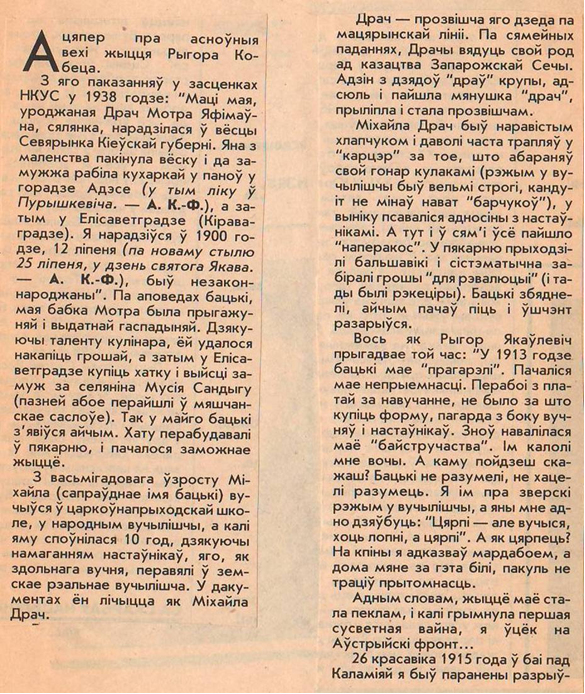 А цяпер пра асноўныя
вехі жыцця Рыгора Ко-
беца.
З яго паказанняў у засценках
НКУС у 1938 годзе: “Маці мая,
уроджаная Драч Мотра Яфімаў-
на, сялянка, нарадзілася ў вёсцы
Севярынка Кіеўскай губерні. Яна з
маленства пакінула вёску і да за-
мужжа рабіла кухаркай у паноў у
горадзе Адэсе (у тым ліку ў
Пурышкевіча. — А. К.-Ф.), а за-
тым у Елісаветградзе (Кірава-
градзе). Я нарадзіўся ў 1900 го-
дзе, 12 ліпеня (па новаму стылю
25 ліпеня, у дзень святога Якава.
— А. К.-Ф.), быў незакон-
народжаны”. Па аповедах бацькі,
мая бабка Мотра была прыгажу-
няй і выдатнай гаспадыняй. Дзяку-
ючы таленту кулінара, ёй удалося
накапіць грошай, а затым у Еліса-
ветградзе купіць хатку і выйсці за-
муж за селяніна Мусія Сандыгу
(пазней абое перайшлі ў мяшчан-
скае саслоўе). Так у майго бацькі
з’явіўся айчым. Хату перабудавалі
ў пякарню, і пачалося заможнае
жыццё.
З васьмігадовага ўзросту Мі-
хайла (сапраўднае імя бацькі) ву-
чыўся ў царкоўнапрыходскай шко-
ле, у народным вучылішчы, а калі
яму споўнілася 10 год, дзякуючы
намаганням настаўнікаў, яго, як
здольнага вучня, перавялі ў зем-
скае рэальнае вучылішча. У даку-
ментах ён лічыцца як Міхайла
Драч.
Драч — прозвішча яго дзеда па
мацярынскай лініі. Па сямейных
паданнях, Драчы вядуць свой род
ад казацтва Запарожскай Сечы.
Адзін з дзядоў “драў” крупы, ад-
сюль і пайшла мянушка “драч”,
прыліпла і стала прозвішчам.
Міхайла Драч быў наравістым
хлапчуком і даволі часта трапляў у
“карцэр” за тое, што абараняў
свой гонар кулакамі (рэжым у ву-
чылішчы быў вельмі строгі, канду-
іт не мінаў нават “барчукоў”), у
выніку псаваліся адносіны з настаў-
нікамі. А тут і ў сям’і ўсё пайшло
“наперакос”. У пякарню прыходзі-
лі бальшавікі і сістэматычна за-
біралі грошы “для рэвалюцыі” (і та-
ды былі рэкеціры). Бацькі збядне-
лі, айчым пачаў піць і ўшчэнт
разарыўся.
Вось як Рыгор Якаўлевіч
прыгадвае той час: “У 1913 годзе
бацькі мае “прагарэлі”. Пачаліся
мае непрыемнасці. Перабоі з пла-
тай за навучанне, не было за што
купіць форму, пагарда з боку вуч-
няў і настаўнікаў. Зноў навалілася
маё “байстручаства”. Ім калолі
мне вочы. А каму пойдзеш ска-
жаш? Бацькі не разумелі, не хаце-
лі разумець. Я ім пра зверскі
рэжым у вучылішчы, а яны мне ад-
но дзяўбуць: “Цярпі — але вучыся,
хоць лопні, а цярпі”. А як цярпець?
На кпіны я адказваў мардабоем, а
дома мяне за гэта білі, пакуль не
траціў прытомнасць.
Адным словам, жыццё маё ста-
ла пеклам, і калі грымнула першая
сусветная вайна, я ўцёк на
Аўстрыйскі фронт...
26 красавіка 1915 года ў баі пад
Каламіяй я быў паранены разрыў-